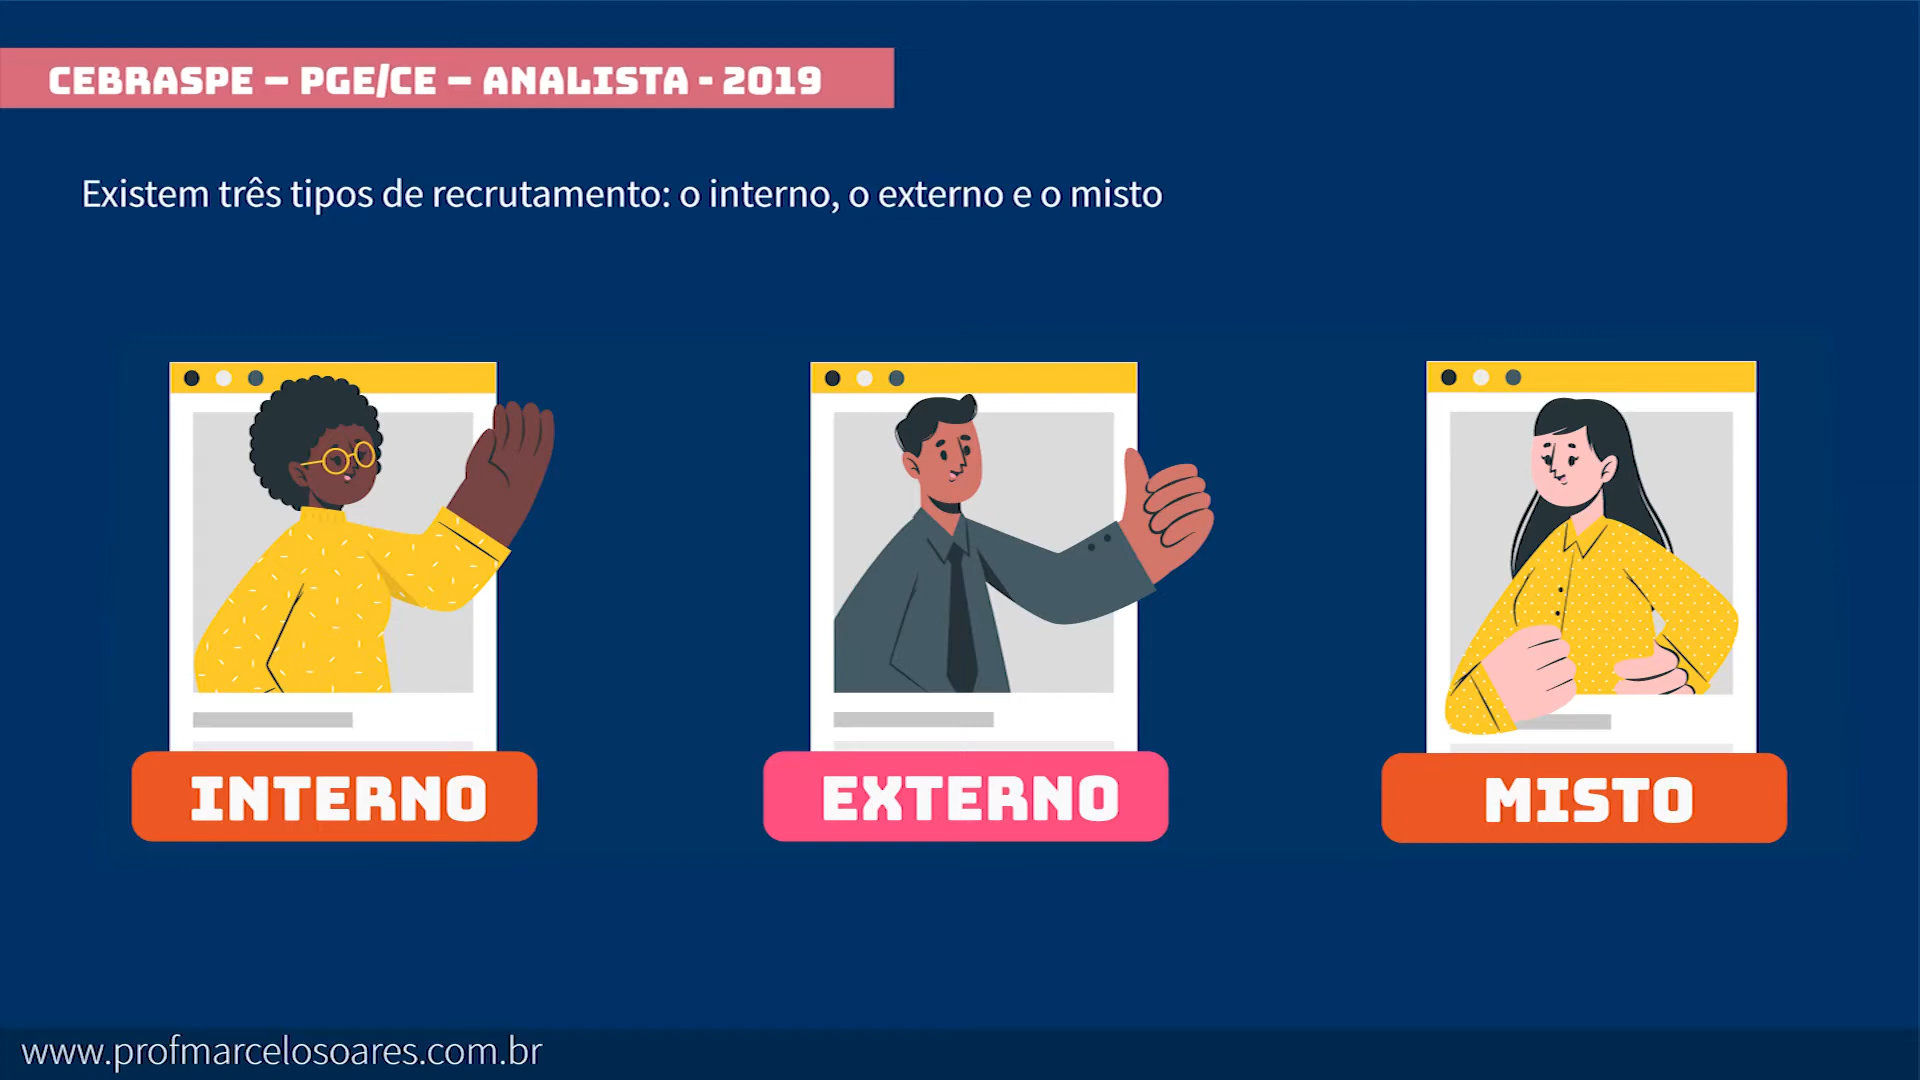 CEBRASPE – PGE/CE – ANALISTA - 2019
Existem três tipos de recrutamento: o interno, o externo e o misto
INTERNO
EXTERNO
MISTO
www.profmarcelosoares.com.br